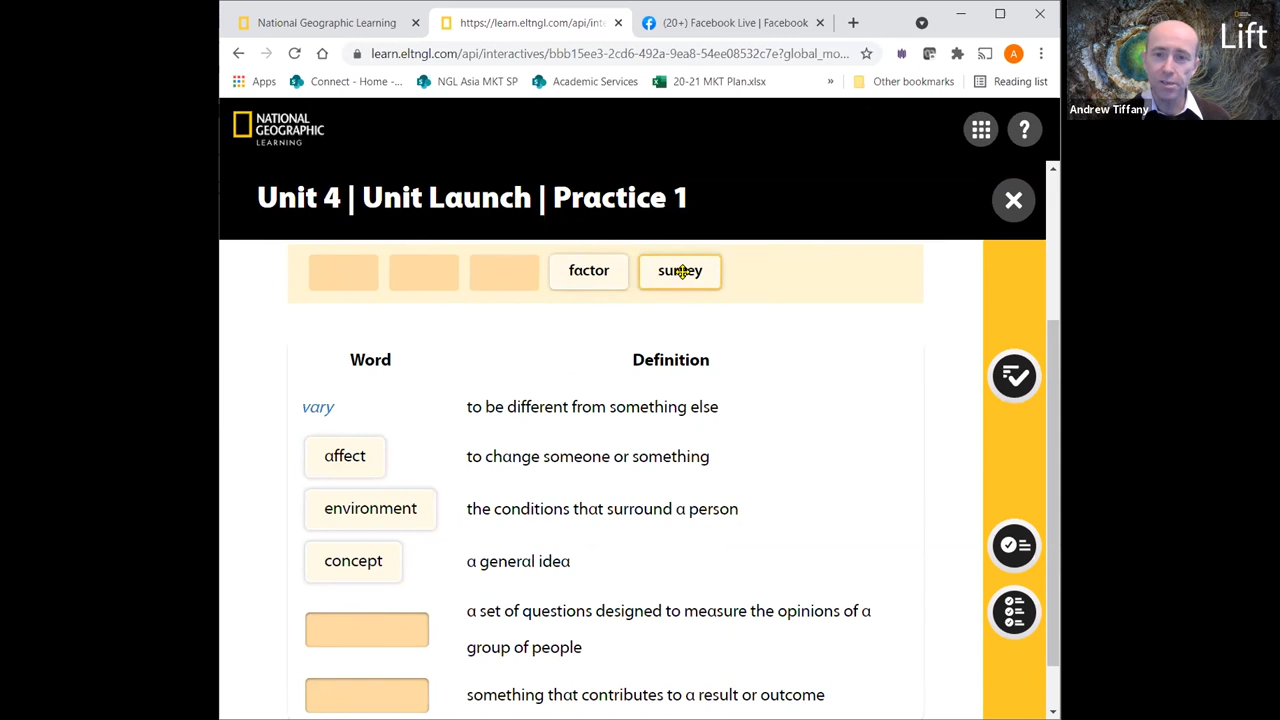 National Geographic Learning
https://learn.eltngl.com/api/inte
(20+) Facebook Live | Facebook
Lift
learn.eltngl.com/api/interactives/bbb15ee3-2cd6-492a-9ea8-54ee08532c7e?global_mo...
A
Apps
Connect - Home -...
NGL Asia MKT SP
Academic Services
20-21 MKT Plan.xlsx
»
Other bookmarks
Reading list
Andrew Tiffany
NATIONAL
GEOGRAPHIC
LEARNING
?
Unit 4 | Unit Launch | Practice 1
factor
survey
Word Definition
vary to be different from something else
affect to change someone or something
environment the conditions that surround a person
concept a general idea
a set of questions designed to measure the opinions of a
group of people
something that contributes to a result or outcome